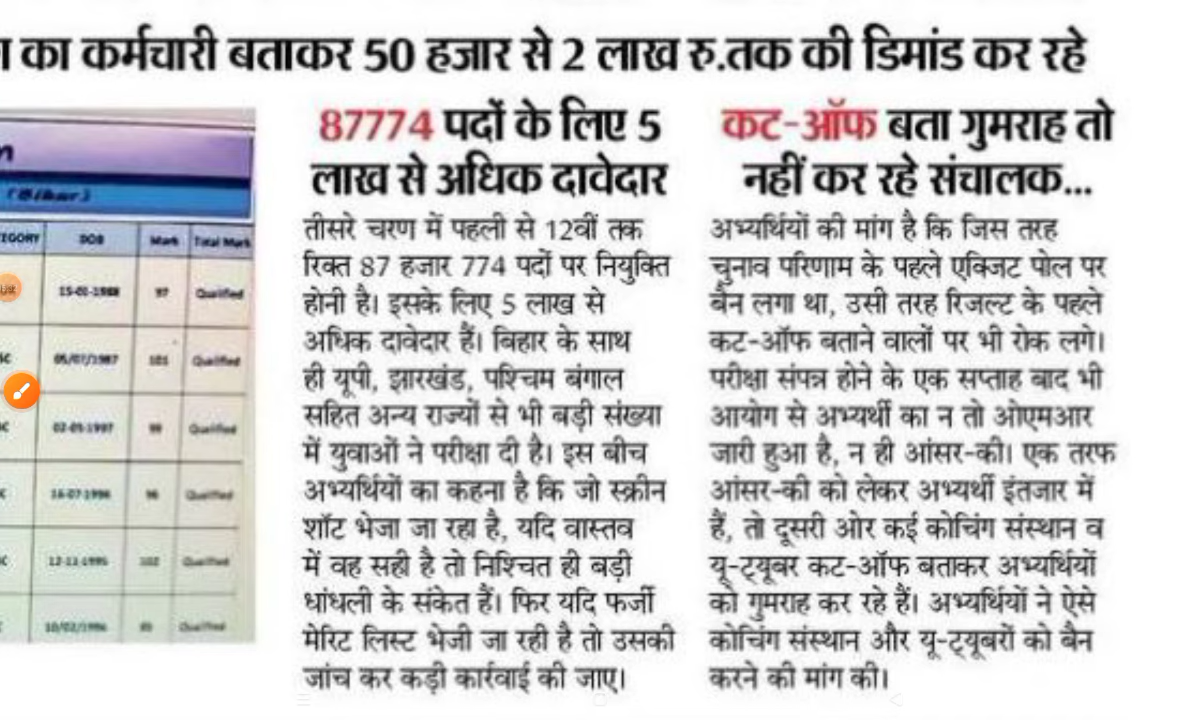 का कर्मचारी बताकर 50 हजार से 2 लाख रु.तक की डिमांड कर रहे
87774 पदों के लिए 5
लाख से अधिक दावेदार
तीसरे चरण में पहली से 12वीं तक
रिक्त 87 हजार 774 पदों पर नियुक्ति
होनी है। इसके लिए 5 लाख से
अधिक दावेदार हैं। बिहार के साथ
ही यूपी, झारखंड, पश्चिम बंगाल
सहित अन्य राज्यों से भी बड़ी संख्या
में युवाओं ने परीक्षा दी है। इस बीच
अभ्यर्थियों का कहना है कि जो स्क्रीन
शॉट भेजा जा रहा है, यदि वास्तव
में वह सही है तो निश्चित ही बड़ी
धांधली के संकेत हैं। फिर यदि फर्जी
मेरिट लिस्ट भेजी जा रही है तो उसकी
जांच कर कड़ी कार्रवाई की जाए।
कट-ऑफ बता गुमराह तो
नहीं कर रहे संचालक...
अभ्यर्थियों की मांग है कि जिस तरह
चुनाव परिणाम के पहले एक्जिट पोल पर
बैन लगा था, उसी तरह रिजल्ट के पहले
कट-ऑफ बताने वालों पर भी रोक लगे।
परीक्षा संपन्न होने के एक सप्ताह बाद भी
आयोग से अभ्यर्थी का न तो ओएमआर
जारी हुआ है, न ही आंसर-की। एक तरफ
आंसर-की को लेकर अभ्यर्थी इंतजार में
हैं, तो दूसरी ओर कई कोचिंग संस्थान व
यू-ट्यूबर कट-ऑफ बताकर अभ्यर्थियों
को गुमराह कर रहे हैं। अभ्यर्थियों ने ऐसे
कोचिंग संस्थान और यू-ट्यूबरों को बैन
करने की मांग की।
(Bihar)
DOB Mark Total Mark
15-01-1988 97 Qualified
05/07/1987 101 Qualified
02-05-1997 Qualified
16-07-1996 96 Qualified
12-11-1995 102 Qualified
10/02/1986 Qualified